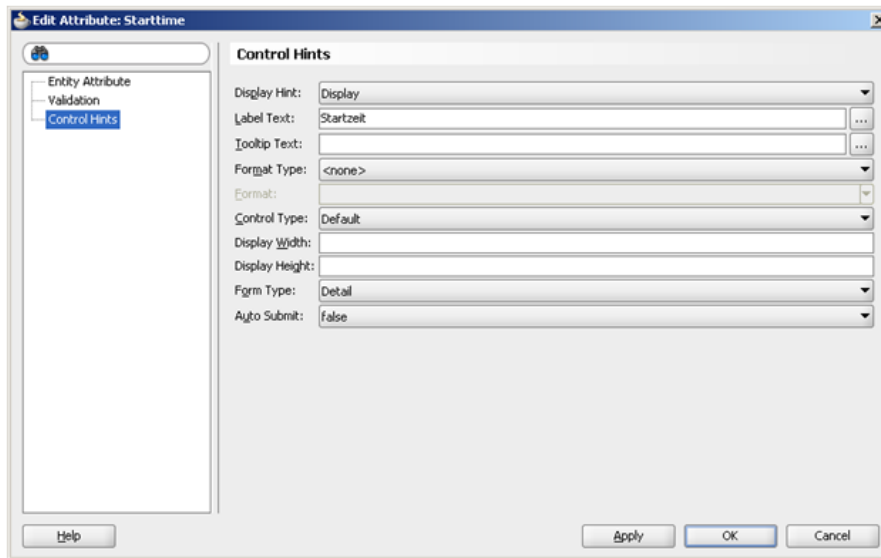 Edit Attribute: Starttime
Control Hints
Entity Attribute
Validation
Control Hints
Display Hint: Display
Label Text: Startzeit ...
Tooltip Text: ...
Format Type: <none>
Format:
Control Type: Default
Display Width:
Display Height:
Form Type: Detail
Auto Submit: false
Help Apply OK Cancel